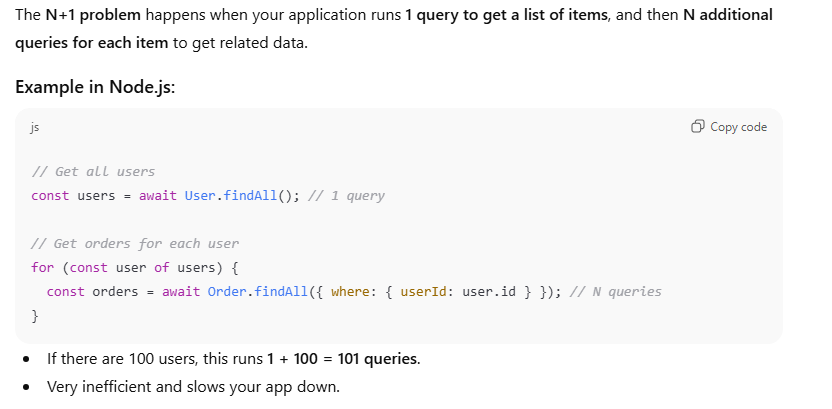 The N+1 problem happens when your application runs 1 query to get a list of items, and then N additional
queries for each item to get related data.
Example in Node.js:
js
Copy code
// Get all users
const users = await User.findAll(); // 1 query
// Get orders for each user
for (const user of users) {
  const orders = await Order.findAll({ where: { userId: user.id } }); // N queries
}
• If there are 100 users, this runs 1 + 100 = 101 queries.
• Very inefficient and slows your app down.